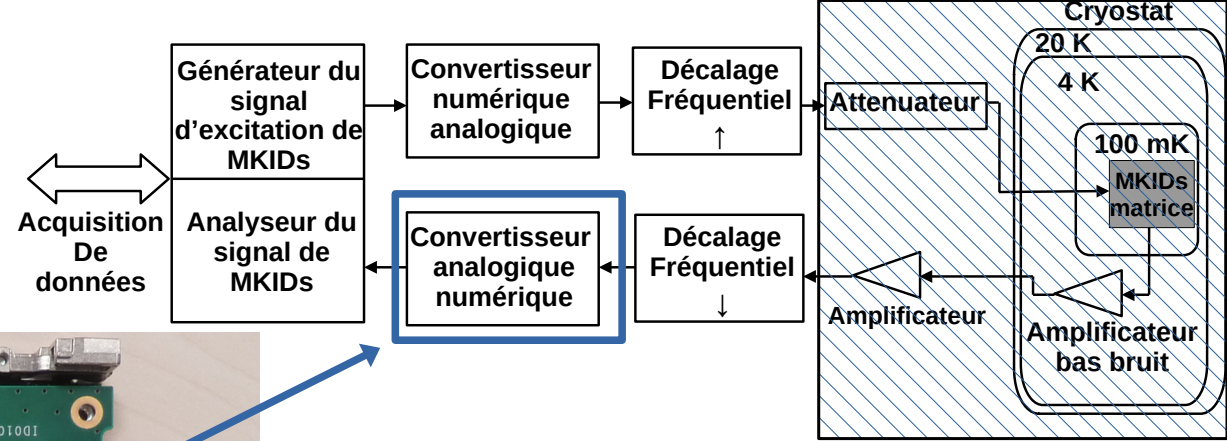 Générateur du
signal
d'excitation de
MKIDs
Convertisseur
numérique
analogique
Décalage
Fréquentiel
↑
Attenuateur
Cryostat
20 K
4 K
100 mK
MKIDs
matrice
Acquisition
De
données
Analyseur du
signal de
MKIDs
Convertisseur
analogique
numérique
Décalage
Fréquentiel
↓
Amplificateur
Amplificateur
bas bruit